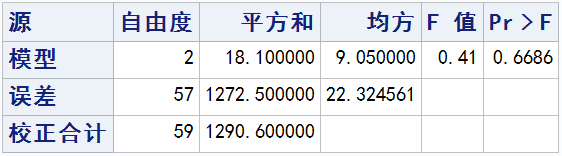 源 自由度 平方和 均方 F 值 Pr > F
模型 2 18.100000 9.050000 0.41 0.6686
误差 57 1272.500000 22.324561
校正合计 59 1290.600000